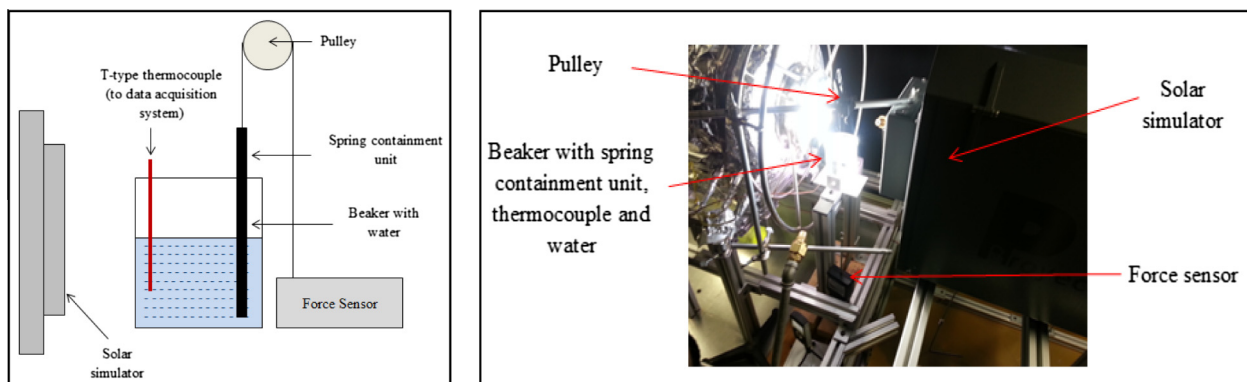 Pulley
T-type thermocouple
(to data acquisition
system)
Spring containment
unit
Beaker with
water
Force Sensor
Solar
simulator
Pulley
Solar
simulator
Beaker with spring
containment unit,
thermocouple and
water
Force sensor